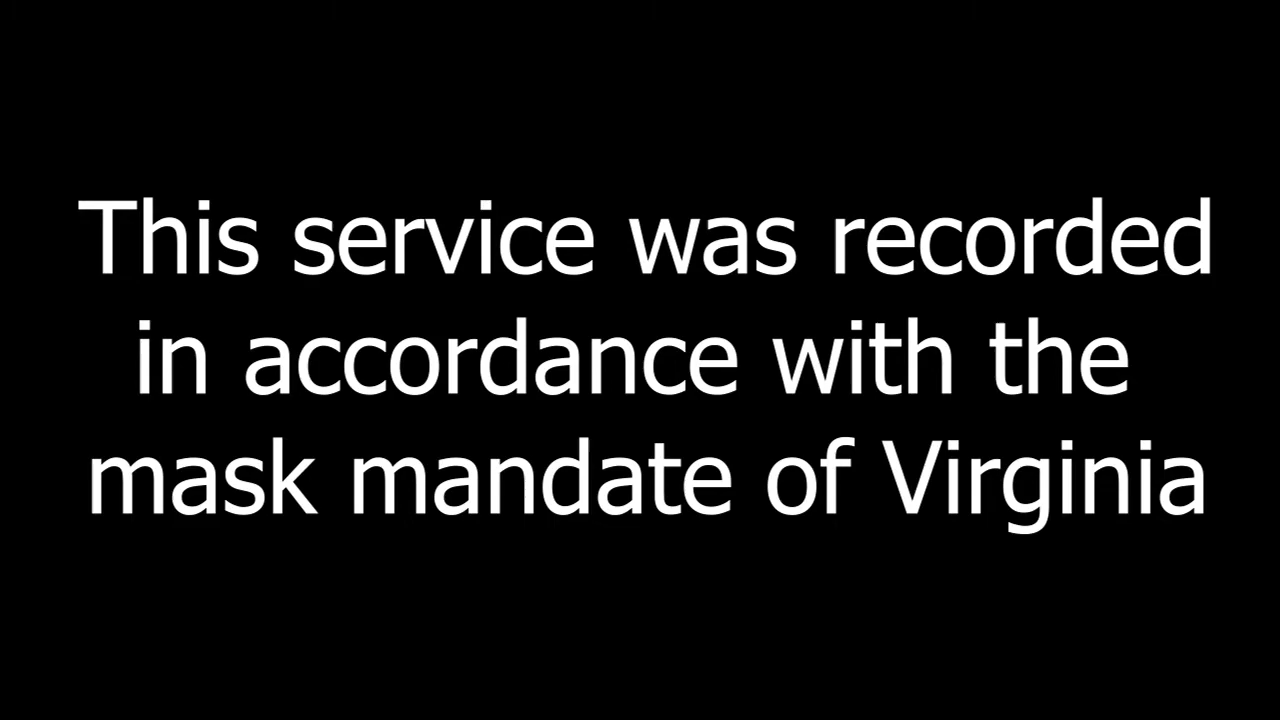 This service was recorded
in accordance with the
mask mandate of Virginia